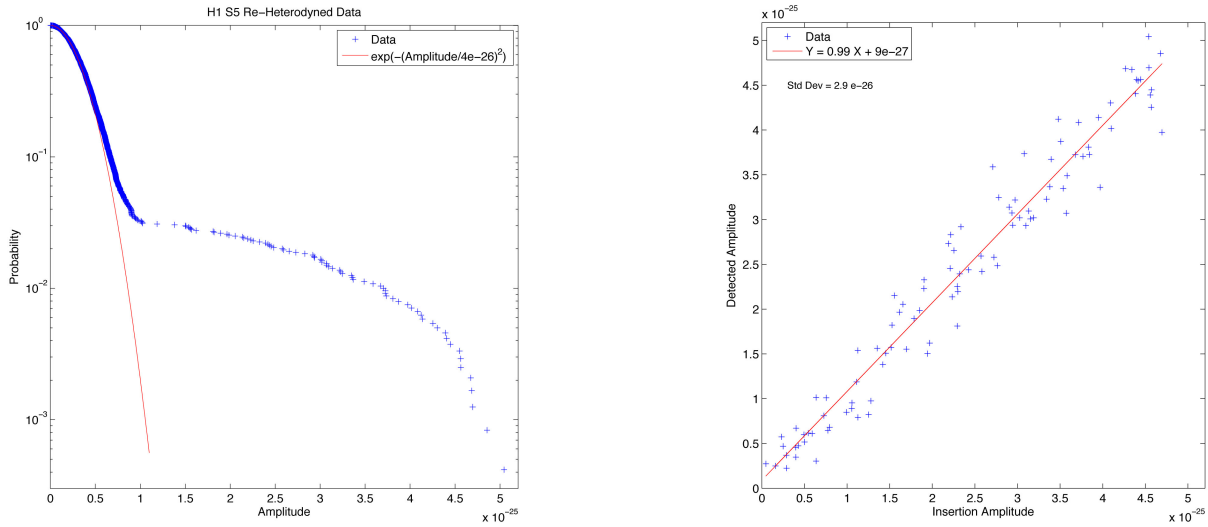 H1 S5 Re-Heterodyned Data
Data
exp(-(Amplitude/4e-26)²)
Probability
10⁰
10⁻¹
10⁻²
10⁻³
0 0.5 1 1.5 2 2.5 3 3.5 4 4.5 5
Amplitude
x 10⁻²⁵
x 10⁻²⁵
Data
Y = 0.99 X + 9e-27
Std Dev = 2.9 e-26
Detected Amplitude
5
4.5
4
3.5
3
2.5
2
1.5
1
0.5
0
0 0.5 1 1.5 2 2.5 3 3.5 4 4.5 5
Insertion Amplitude
x 10⁻²⁵